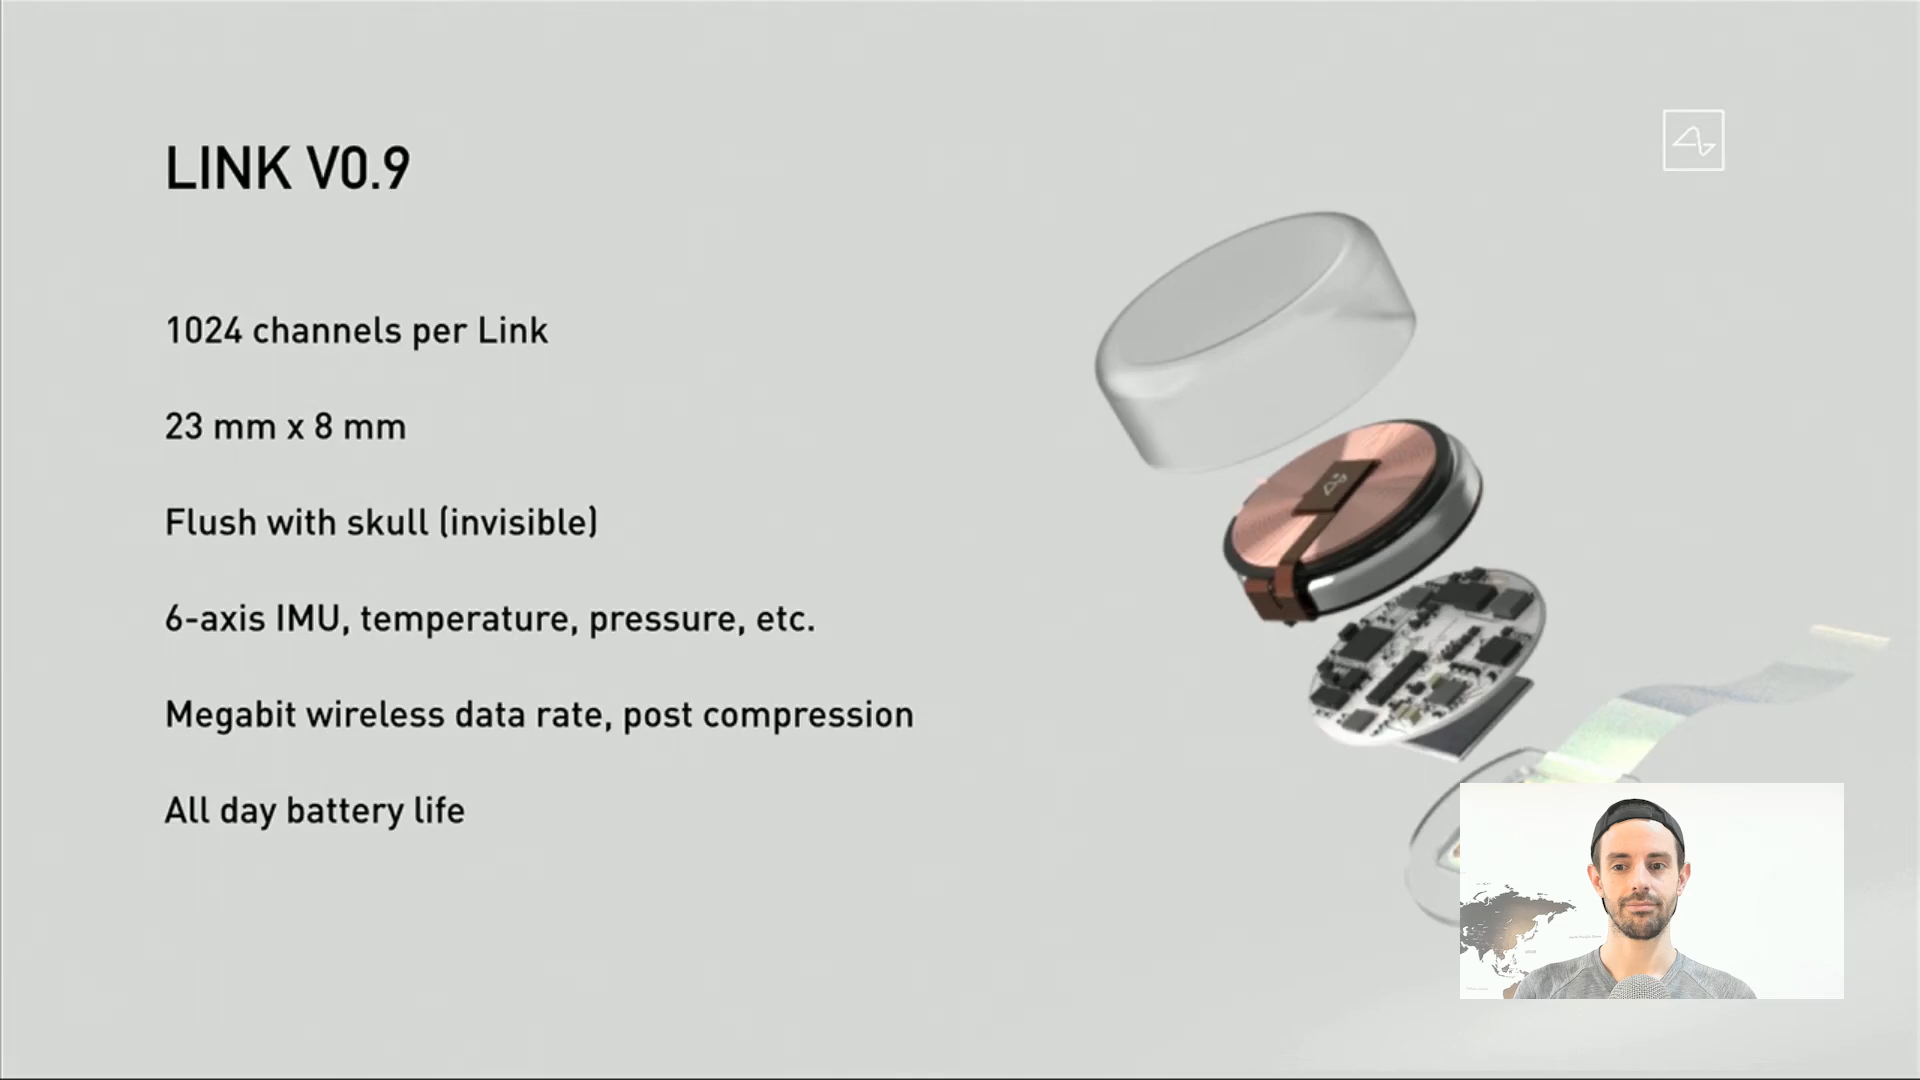 LINK V0.9
1024 channels per Link
23 mm x 8 mm
Flush with skull (invisible)
6-axis IMU, temperature, pressure, etc.
Megabit wireless data rate, post compression
All day battery life